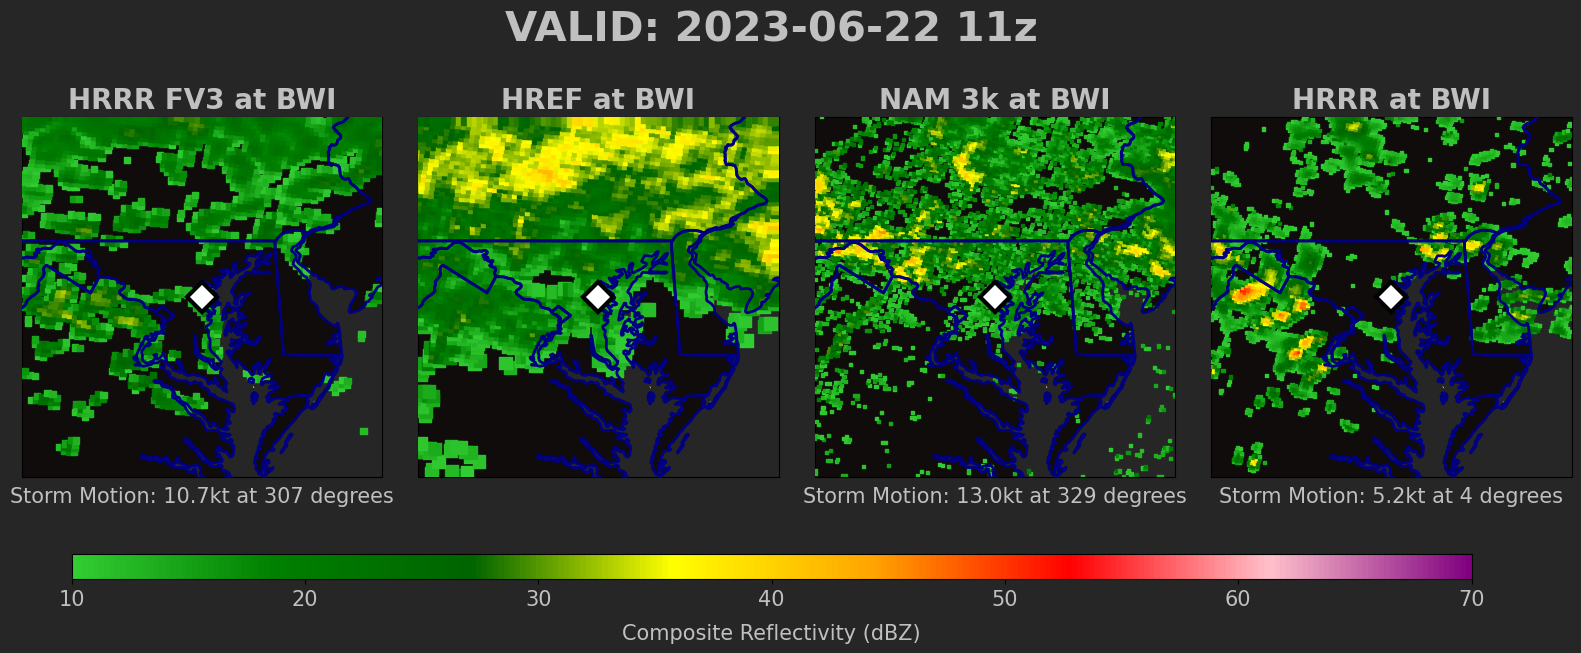 VALID: 2023-06-22 11z
HRRR FV3 at BWI
HREF at BWI
NAM 3k at BWI
HRRR at BWI
Storm Motion: 10.7kt at 307 degrees
Storm Motion: 13.0kt at 329 degrees
Storm Motion: 5.2kt at 4 degrees
10 20 30 40 50 60 70
Composite Reflectivity (dBZ)